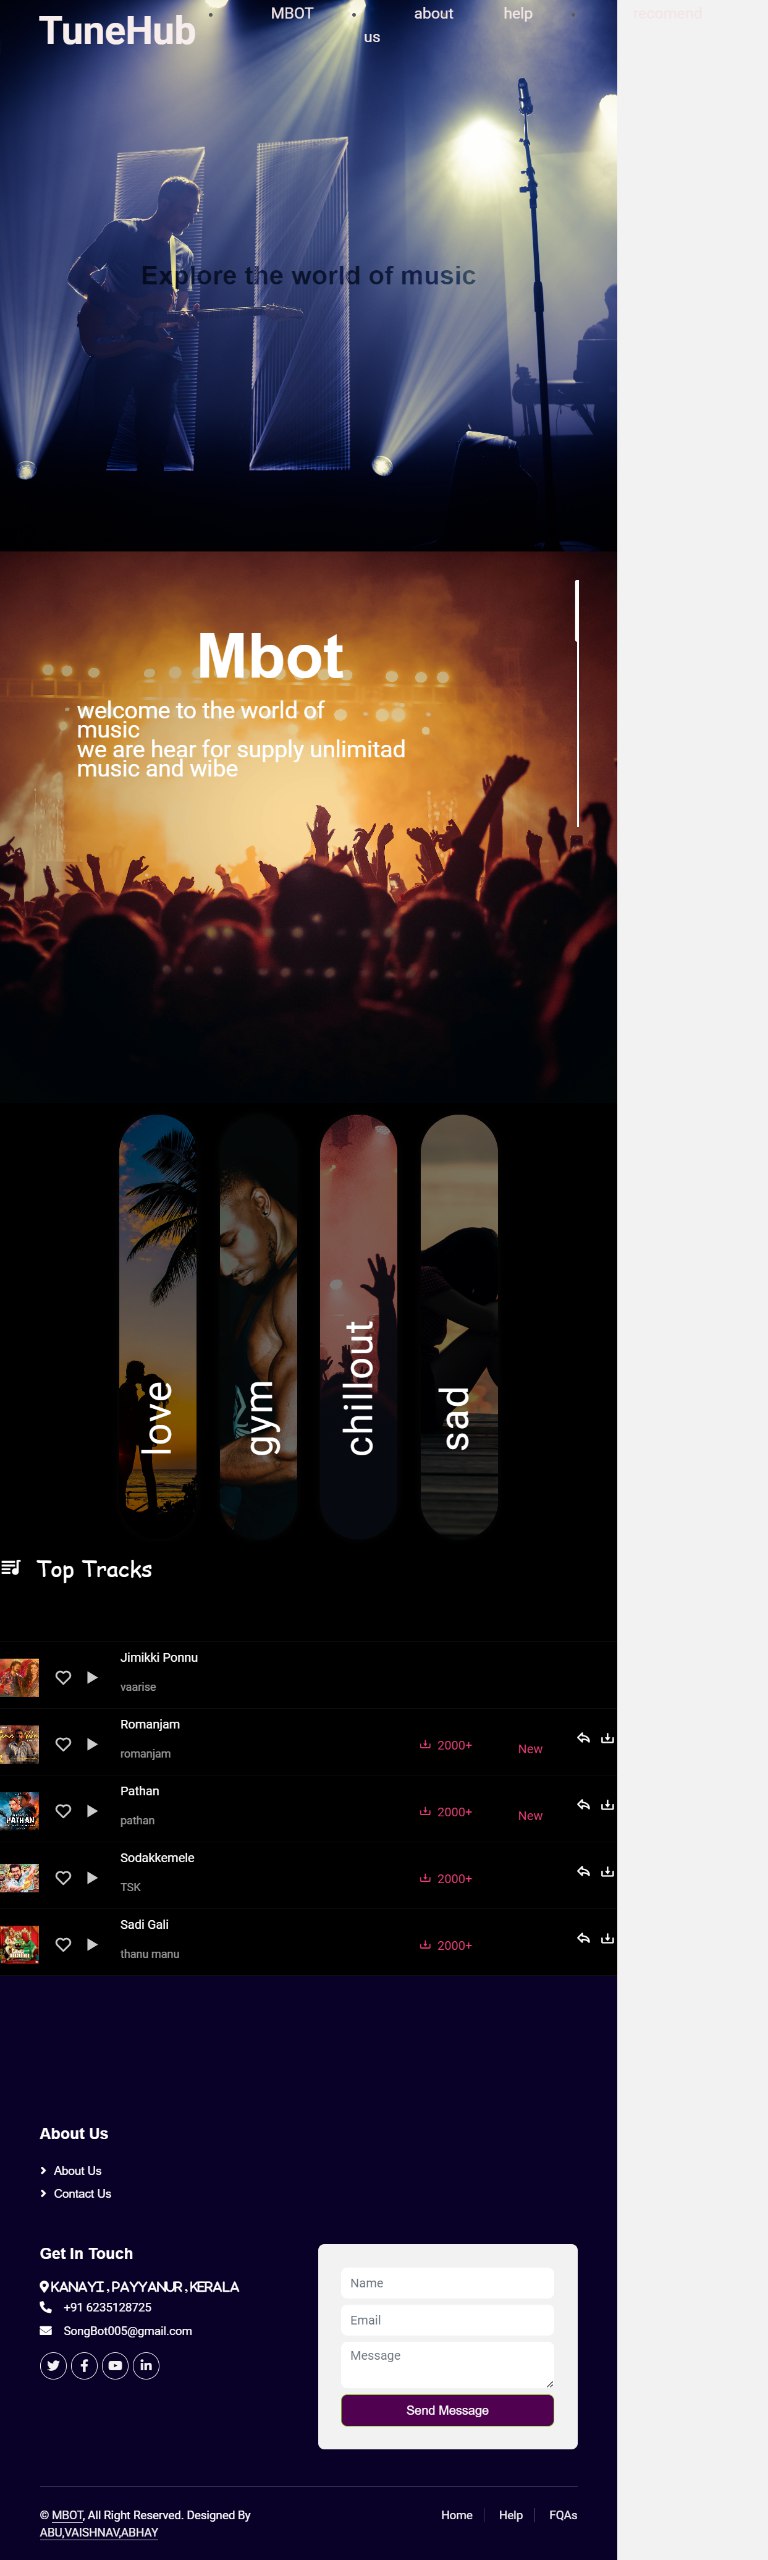 TuneHub
MBOT
about us
help
recomend
Explore the world of music
Mbot
welcome to the world of
music
we are hear for supply unlimitad
music and wibe
love
gym
chillout
sad
Top Tracks
Jimikki Ponnu
vaarise
Romanjam
romanjam
2000+
New
Pathan
pathan
2000+
New
Sodakkemele
TSK
2000+
Sadi Gali
thanu manu
2000+
About Us
About Us
Contact Us
Get In Touch
KANAYI , PAYYANUR , KERALA
+91 6235128725
SongBot005@gmail.com
Name
Email
Message
Send Message
© MBOT, All Right Reserved. Designed By
ABU,VAISHNAV,ABHAY
Home
Help
FQAs